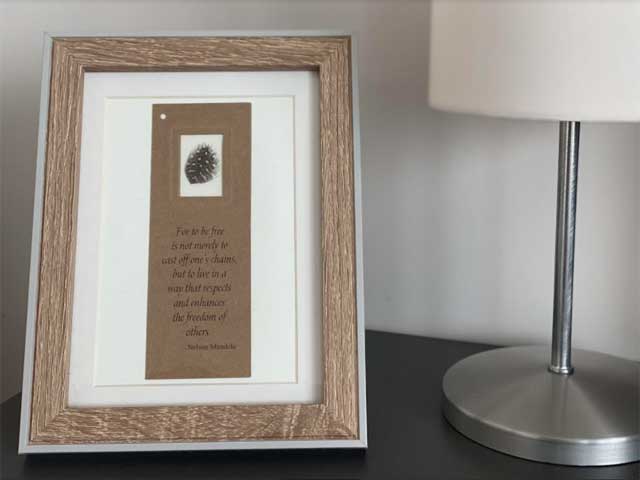 For to be free
is not merely to
cast off one's chains,
but to live in a
way that respects
and enhances
the freedom of
others.
...Nelson Mandela